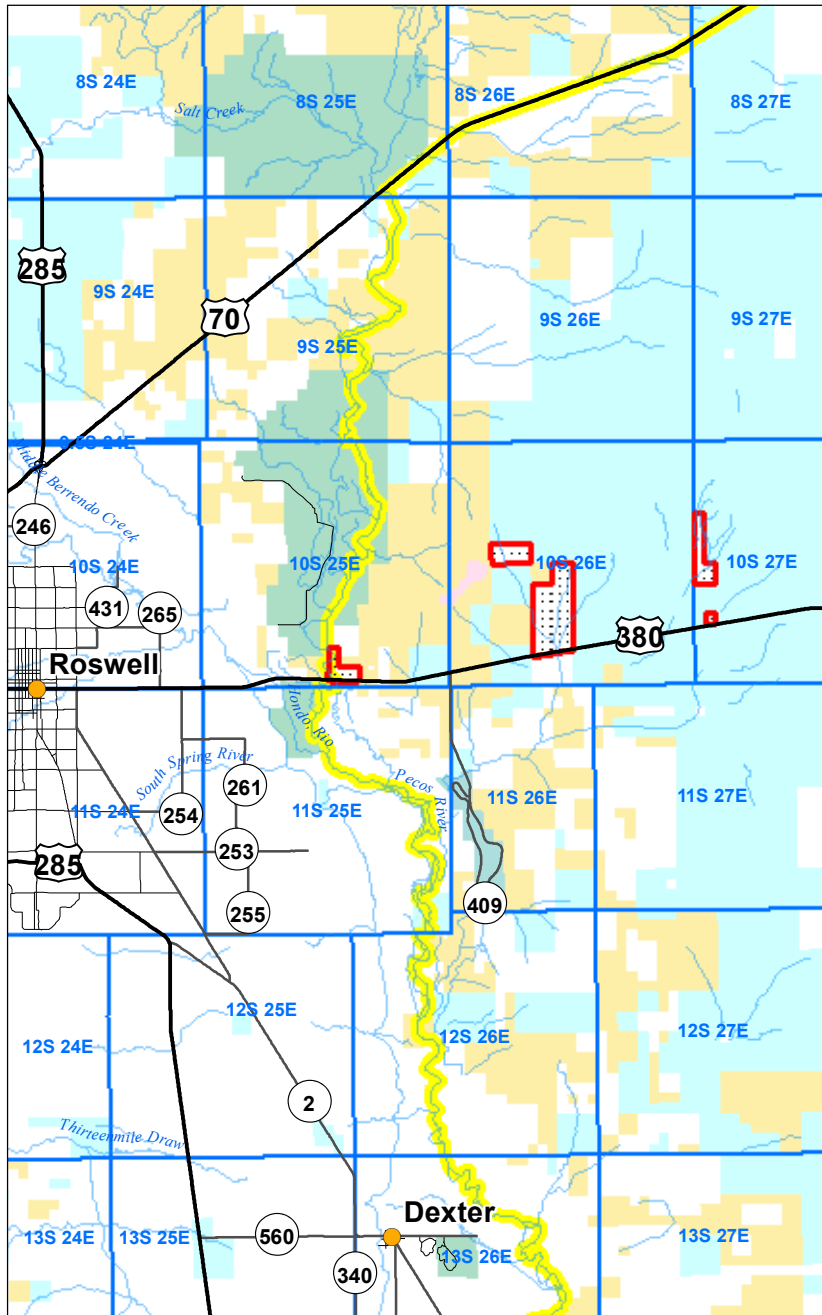 8S 24E
8S 25E
8S 26E
8S 27E
Salt Creek
285
9S 24E
70
9S 25E
9S 26E
9S 27E
Middle Berrendo Creek
246
10S 24E
10S 25E
10S 26E
10S 27E
431
265
380
Roswell
Hondo, Rio
South Spring River
Pecos River
261
254
11S 24E
11S 25E
11S 26E
11S 27E
253
285
255
409
12S 25E
12S 24E
12S 26E
12S 27E
2
Thirteenmile Draw
Dexter
13S 24E
13S 25E
560
13S 26E
13S 27E
340